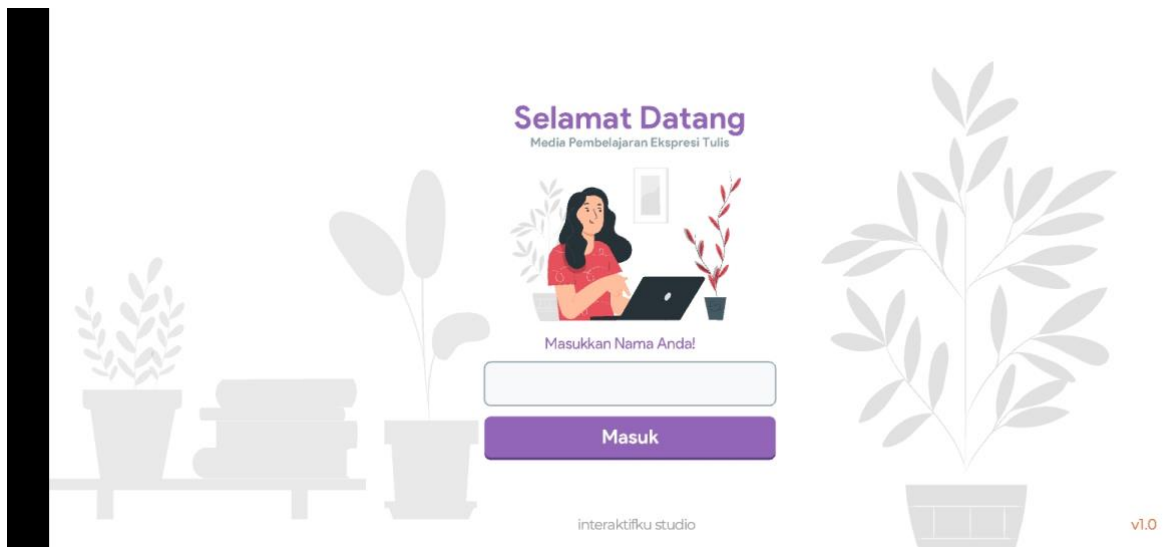 Selamat Datang
Media Pembelajaran Ekspresi Tulis
Masukkan Nama Anda!
Masuk
interaktifku studio
v1.0